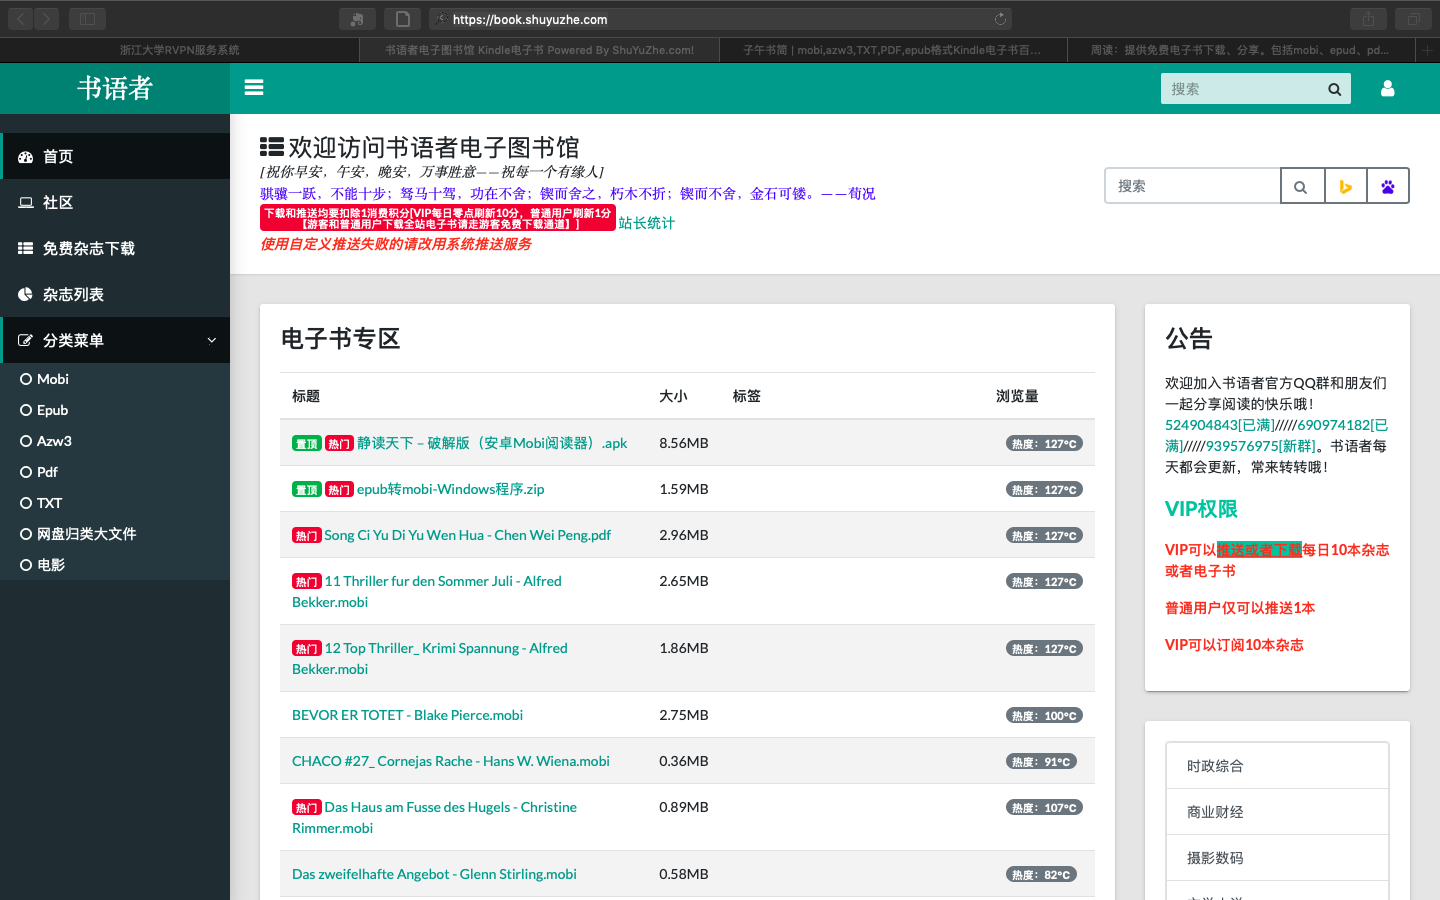 https://book.shuyuzhe.com
浙江大学RVPN服务系统
书语者电子图书馆 Kindle电子书 Powered By ShuYuZhe.com!
子午书简 | mobi,azw3,TXT,PDF,epub格式Kindle电子书百...
周读：提供免费电子书下载、分享。包括mobi、epud、pd...
书语者
搜索
首页
社区
免费杂志下载
杂志列表
分类菜单
Mobi
Epub
Azw3
Pdf
TXT
网盘归类大文件
电影
欢迎访问书语者电子图书馆
[祝你早安，午安，晚安，万事胜意——祝每一个有缘人]
骐骥一跃，不能十步；驽马十驾，功在不舍；锲而舍之，朽木不折；锲而不舍，金石可镂。——荀况
下载和推送均要扣除1消费积分[VIP每日零点刷新10分，普通用户刷新1分
【游客和普通用户下载全站电子书请走游客免费下载通道】]
站长统计
使用自定义推送失败的请改用系统推送服务
搜索
电子书专区
标题 大小 标签 浏览量
置顶 热门 静读天下 – 破解版（安卓Mobi阅读器）.apk 8.56MB 热度：127°C
置顶 热门 epub转mobi-Windows程序.zip 1.59MB 热度：127°C
热门 Song Ci Yu Di Yu Wen Hua - Chen Wei Peng.pdf 2.96MB 热度：127°C
热门 11 Thriller fur den Sommer Juli - Alfred 2.65MB 热度：127°C
Bekker.mobi
热门 12 Top Thriller_ Krimi Spannung - Alfred 1.86MB 热度：127°C
Bekker.mobi
BEVOR ER TOTET - Blake Pierce.mobi 2.75MB 热度：100°C
CHACO #27_ Cornejas Rache - Hans W. Wiena.mobi 0.36MB 热度：91°C
热门 Das Haus am Fusse des Hugels - Christine 0.89MB 热度：107°C
Rimmer.mobi
Das zweifelhafte Angebot - Glenn Stirling.mobi 0.58MB 热度：82°C
公告
欢迎加入书语者官方QQ群和朋友们
一起分享阅读的快乐哦！
524904843[已满]/////690974182[已
满]/////939576975[新群]。书语者每
天都会更新，常来转转哦！
VIP权限
VIP可以推送或者下载每日10本杂志
或者电子书
普通用户仅可以推送1本
VIP可以订阅10本杂志
时政综合
商业财经
摄影数码